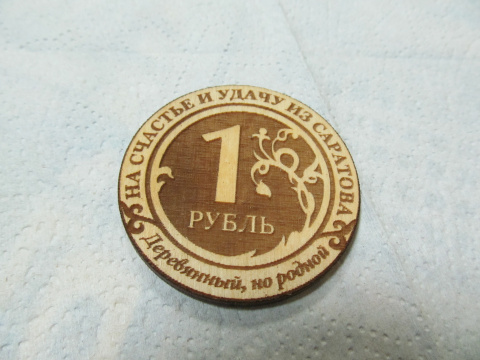 НА СЧАСТЬЕ И УДАЧУ ИЗ САРАТОВА
1
РУБЛЬ
Деревянный, но родной